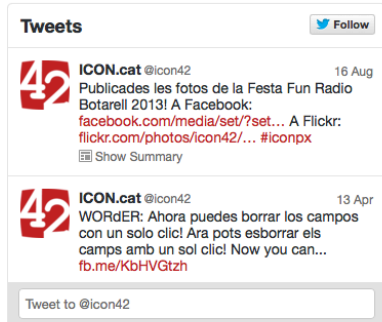 Tweets
Follow
42
ICON.cat @icon42 16 Aug
Publicades les fotos de la Festa Fun Radio
Botarell 2013! A Facebook:
facebook.com/media/set/?set... A Flickr:
flickr.com/photos/icon42/... #iconpx
Show Summary
42
ICON.cat @icon42 13 Apr
WORdER: Ahora puedes borrar los campos
con un solo clic! Ara pots esborrar els
camps amb un sol clic! Now you can...
fb.me/KbHVGtzh
Tweet to @icon42